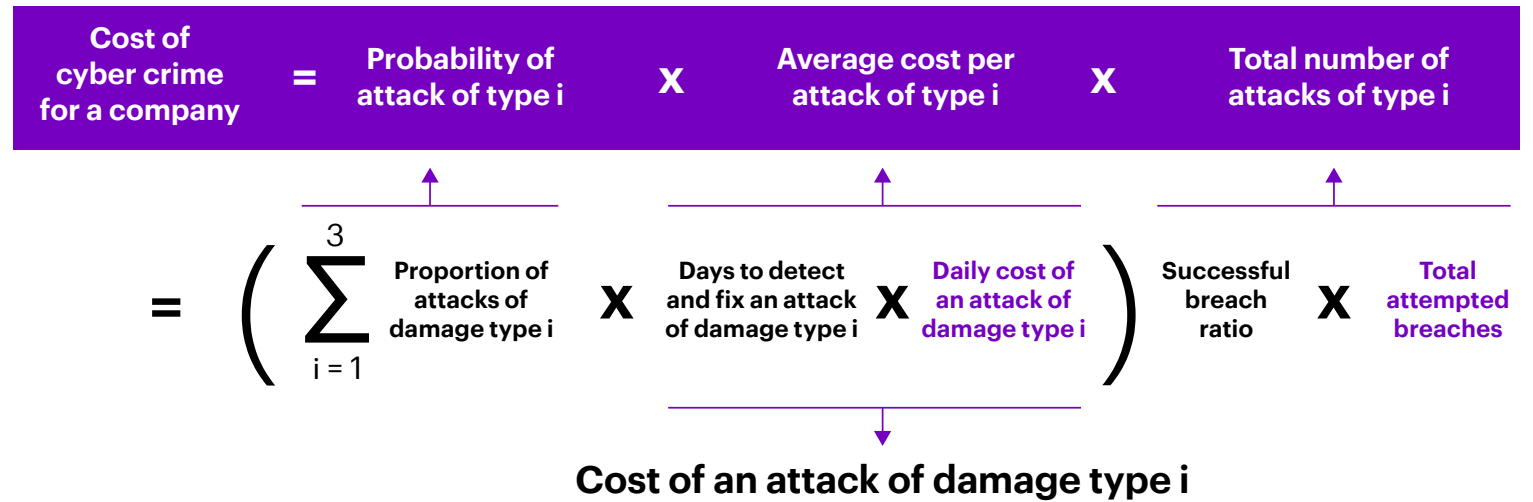 Cost of
cyber crime
for a company
=
Probability of
attack of type i
x
Average cost per
attack of type i
x
Total number of
attacks of type i
=
(
3
∑
i = 1
Proportion of
attacks of
damage type i
x
Days to detect
and fix an attack
of damage type i
x
Daily cost of
an attack of
damage type i
)
Successful
breach
ratio
x
Total
attempted
breaches
Cost of an attack of damage type i